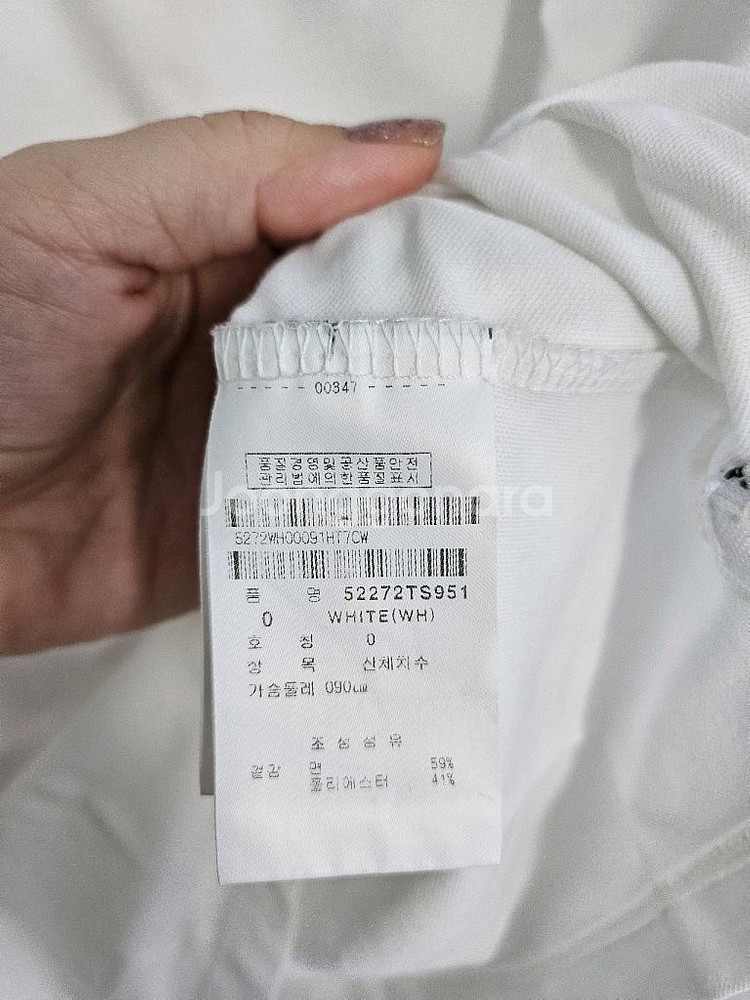 00347
품질경영및공산품안전
관리법에의한품질표시
Joonggonara
5272WH00091HT7CW
품 명 52272TS951
0 WHITE(WH)
호 칭 0
항 목 신체치수
가슴둘레 090㎝
조 성 섬 유
겉감 면 59%
폴리에스터 41%